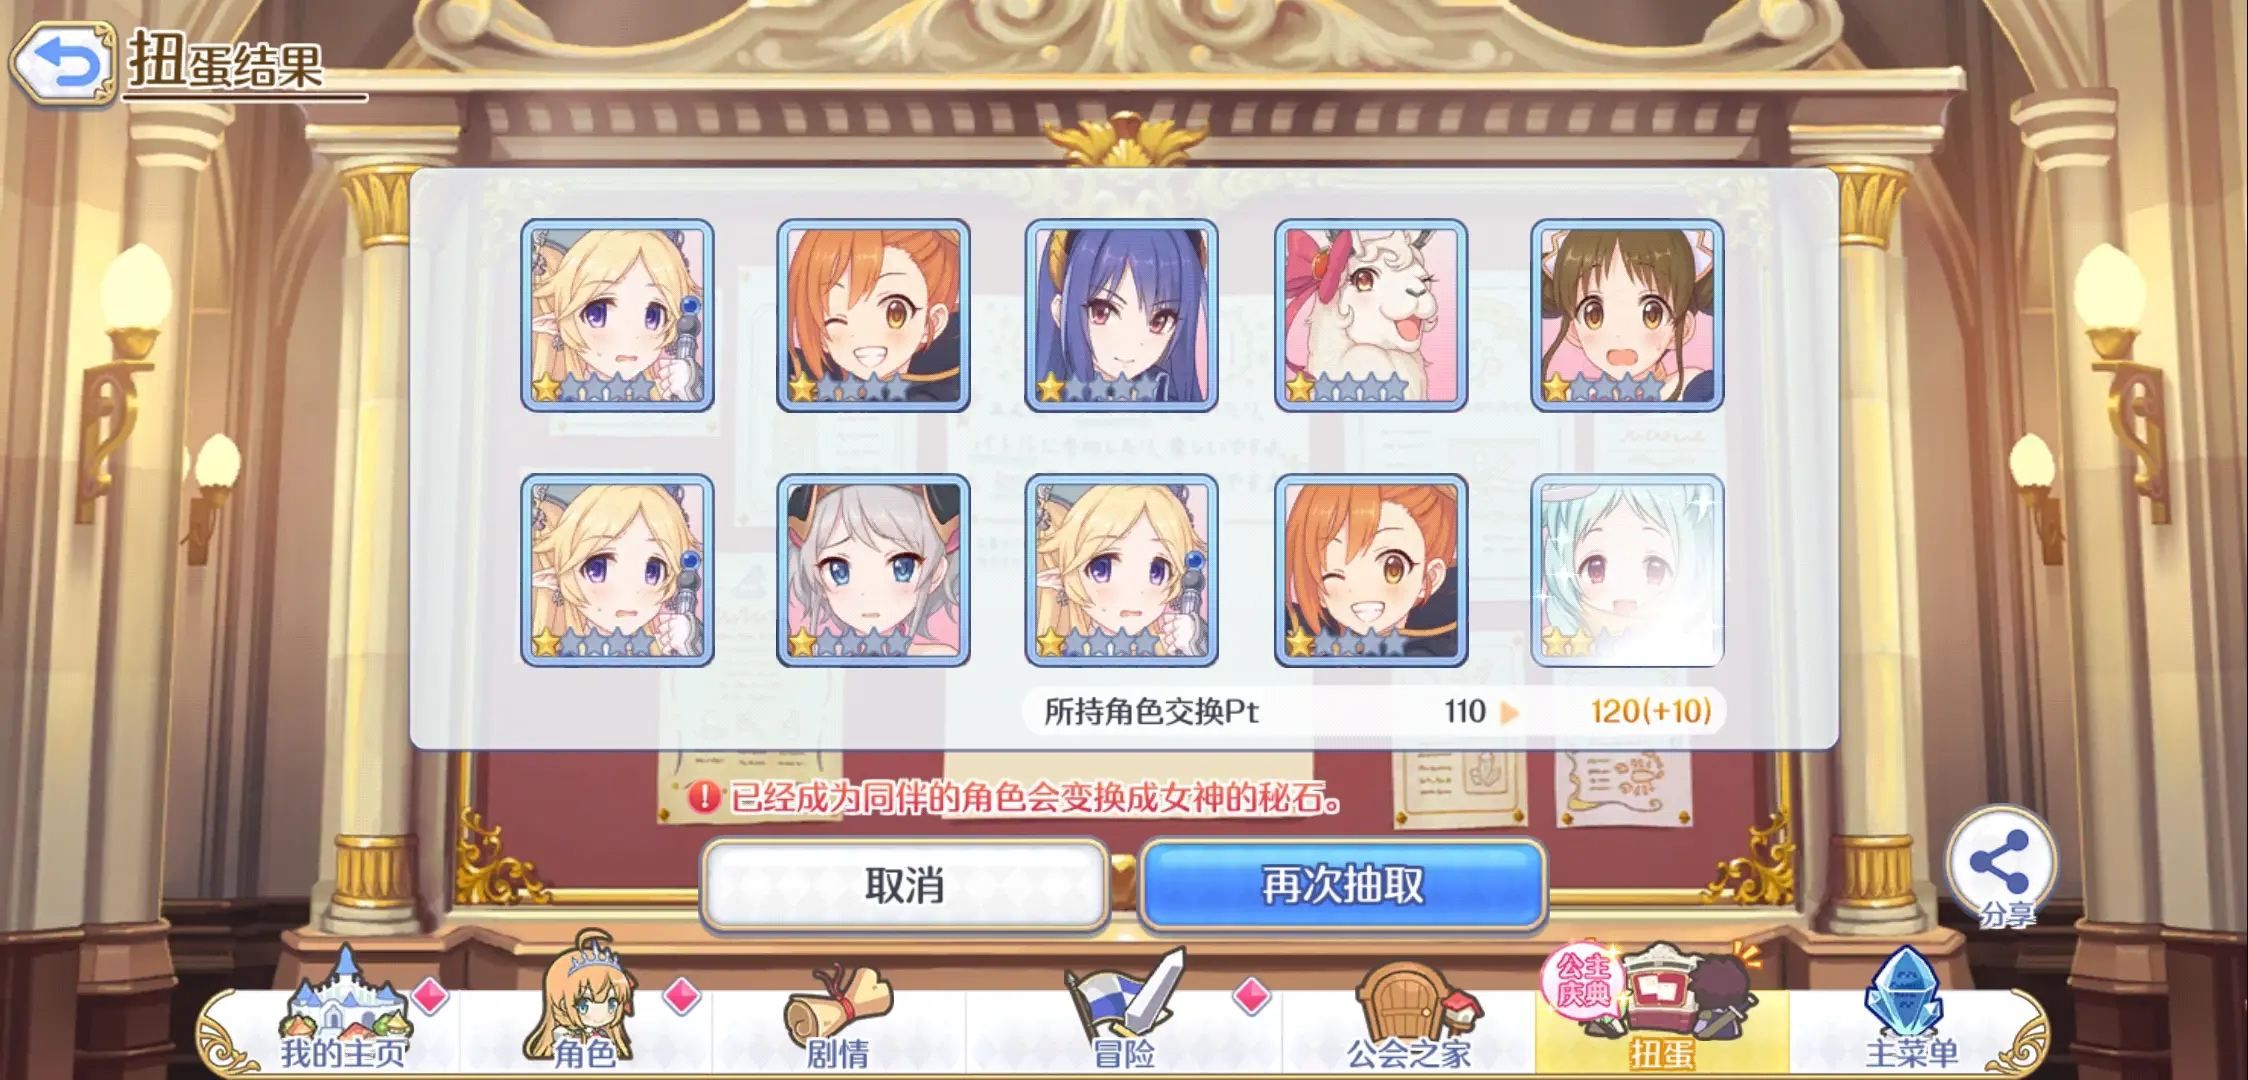 扭蛋结果
所持角色交换Pt 110 120(+10)
已经成为同伴的角色会变换成女神的秘石。
取消
再次抽取
分享
公主
庆典
我的主页
角色
剧情
冒险
公会之家
扭蛋
主菜单